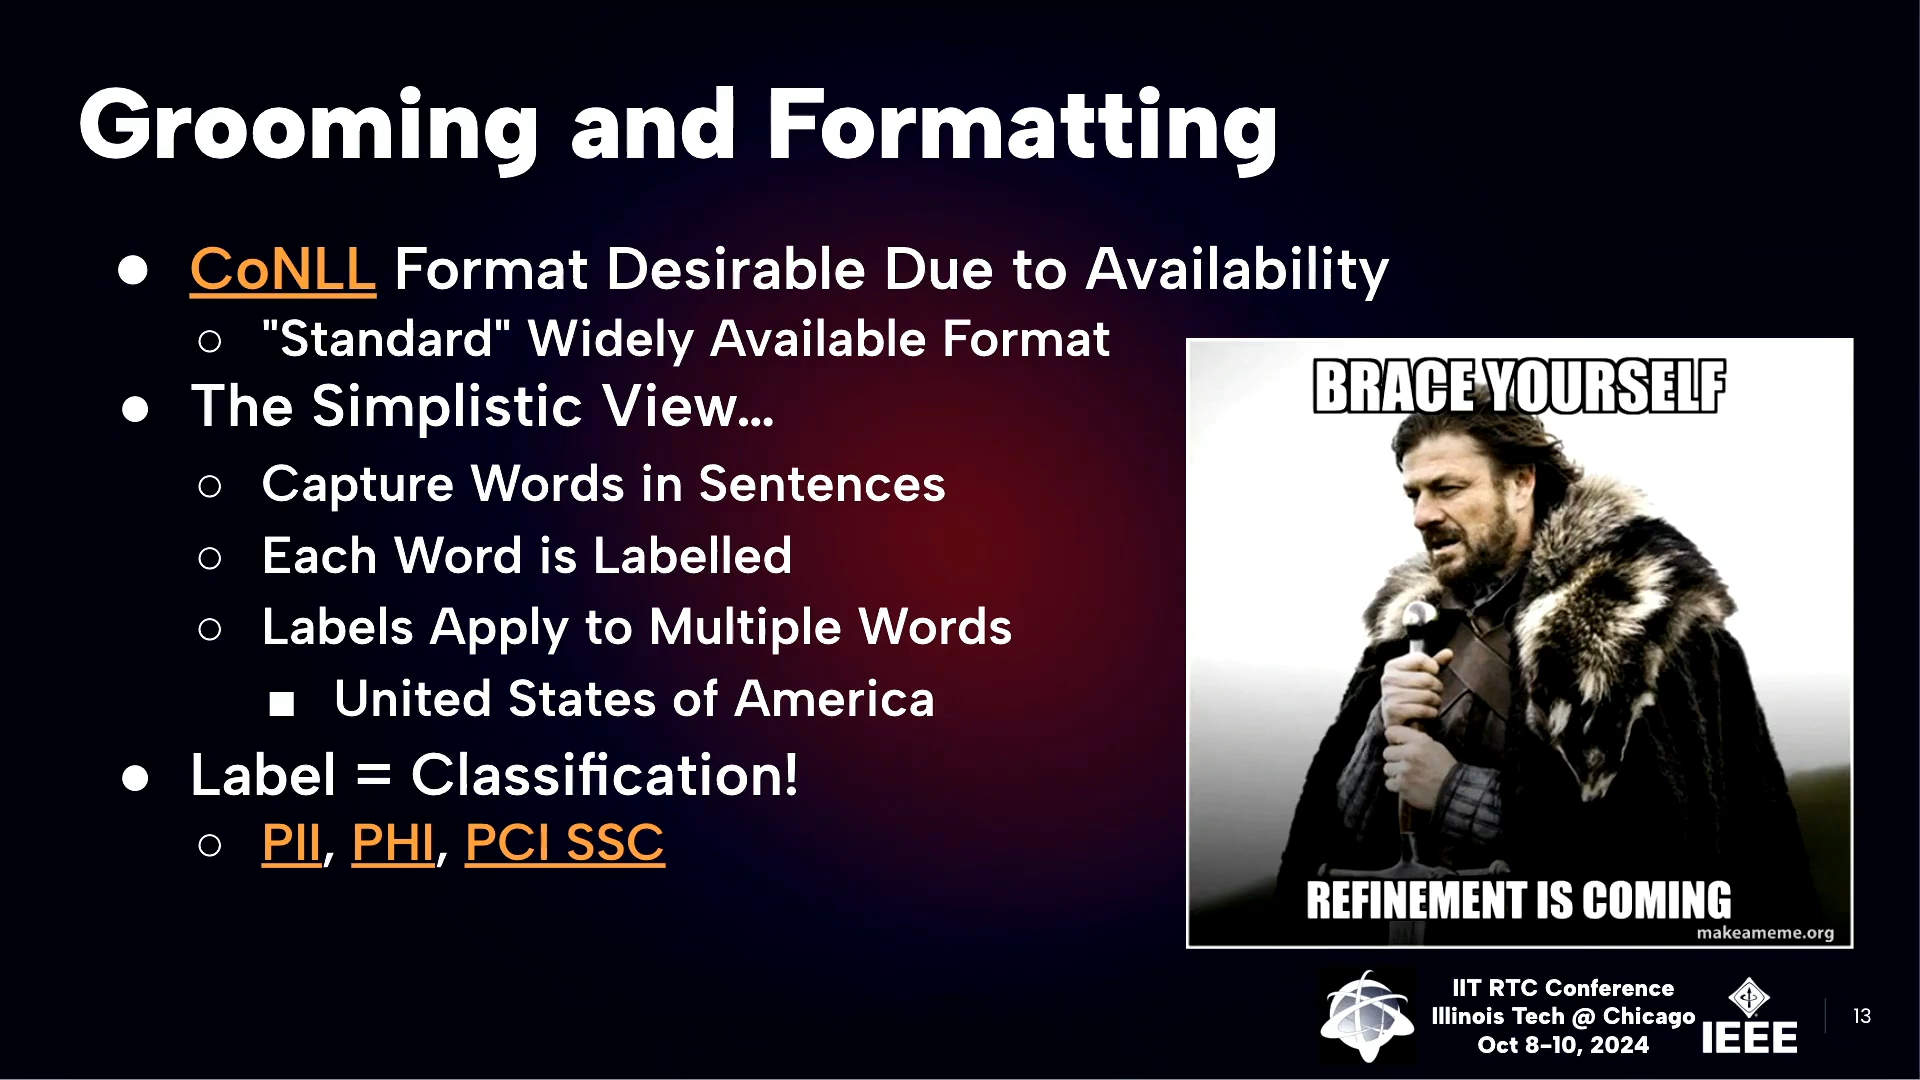 Grooming and Formatting
● CoNLL Format Desirable Due to Availability
○ "Standard" Widely Available Format
● The Simplistic View...
○ Capture Words in Sentences
○ Each Word is Labelled
○ Labels Apply to Multiple Words
■ United States of America
● Label = Classification!
○ PII, PHI, PCI SSC
BRACE YOURSELF
REFINEMENT IS COMING
makeameme.org
IIT RTC Conference
Illinois Tech @ Chicago
Oct 8-10, 2024
IEEE
13